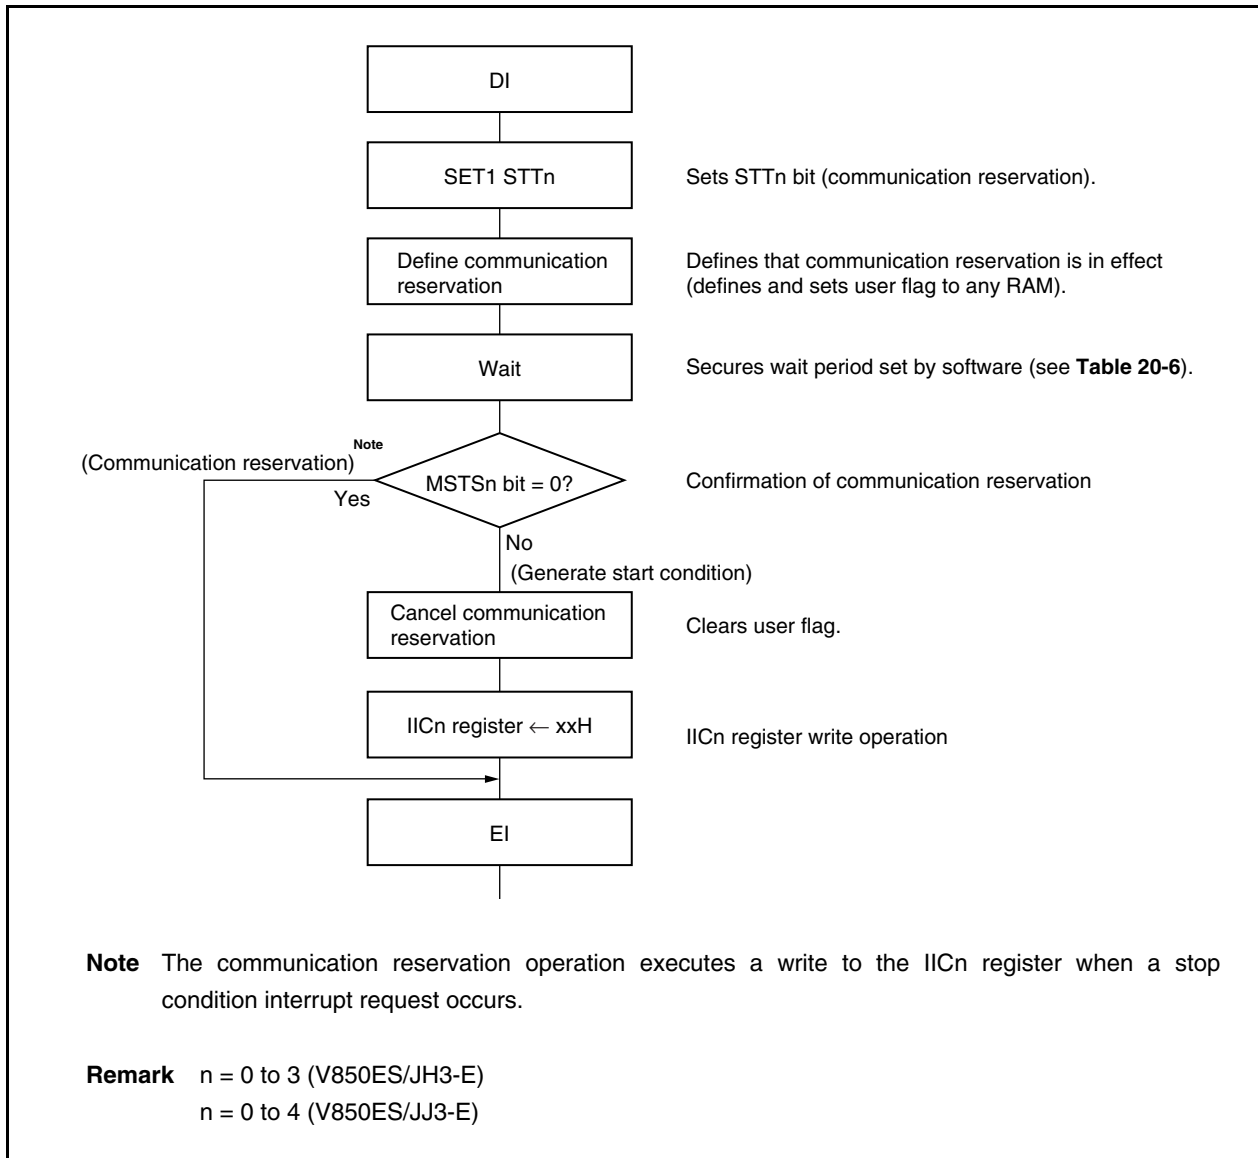 DI
SET1 STTn
Sets STTn bit (communication reservation).
Define communication
reservation
Defines that communication reservation is in effect
(defines and sets user flag to any RAM).
Wait
Secures wait period set by software (see Table 20-6).
(Communication reservation) Note
MSTSn bit = 0?
Confirmation of communication reservation
Yes
No
(Generate start condition)
Cancel communication
reservation
Clears user flag.
IICn register ← xxH
IICn register write operation
EI
Note The communication reservation operation executes a write to the IICn register when a stop
condition interrupt request occurs.
Remark n = 0 to 3 (V850ES/JH3-E)
n = 0 to 4 (V850ES/JJ3-E)